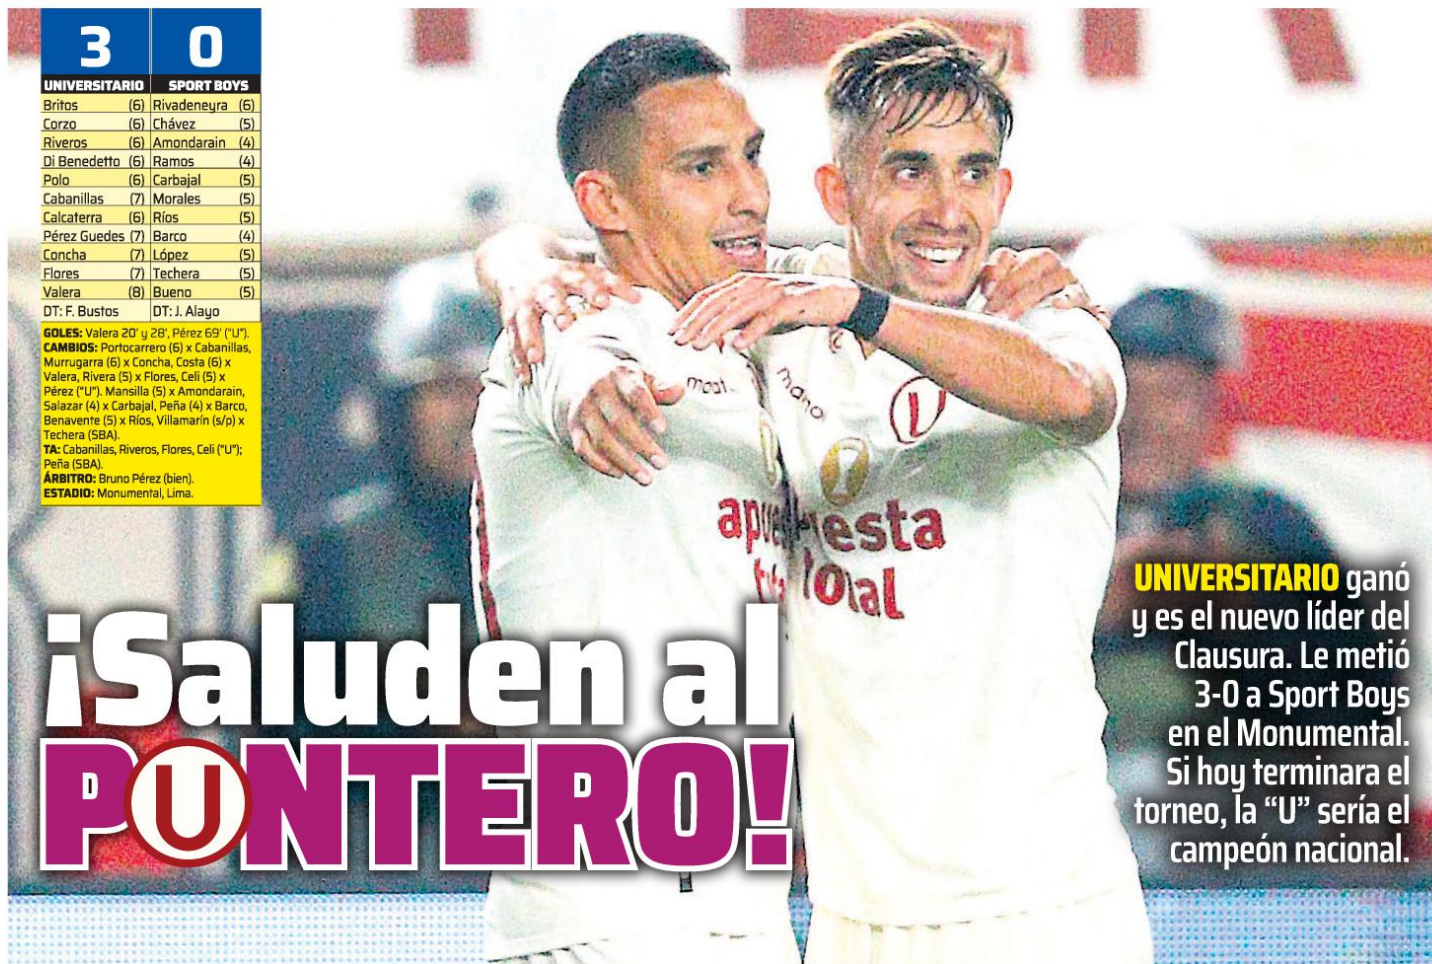 3 0
UNIVERSITARIO SPORT BOYS
Britos (6) Rivadeneyra (6)
Corzo (6) Chávez (5)
Riveros (6) Amondarain (4)
Di Benedetto (6) Ramos (4)
Polo (6) Carbajal (5)
Cabanillas (7) Morales (5)
Calcaterra (6) Ríos (5)
Pérez Guedes (7) Barco (4)
Concha (7) López (5)
Flores (7) Techera (5)
Valera (8) Bueno (5)
DT: F. Bustos DT: J. Alayo
GOLES: Valera 20' y 28', Pérez 69' ("U").
CAMBIOS: Portocarrero (6) x Cabanillas,
Murrugarra (6) x Concha, Costa (6) x
Valera, Rivera (5) x Flores, Celi (5) x
Pérez ("U"). Mansilla (5) x Amondarain,
Salazar (4) x Carbajal, Peña (4) x Barco,
Benavente (5) x Ríos, Villamarín (s/p) x
Techera (SBA).
TA: Cabanillas, Riveros, Flores, Celi ("U");
Peña (SBA).
ÁRBITRO: Bruno Pérez (bien).
ESTADIO: Monumental, Lima.
marathon
U
apuesta
total
¡Saluden al
PUNTERO!
UNIVERSITARIO ganó
y es el nuevo líder del
Clausura. Le metió
3-0 a Sport Boys
en el Monumental.
Si hoy terminara el
torneo, la “U” sería el
campeón nacional.